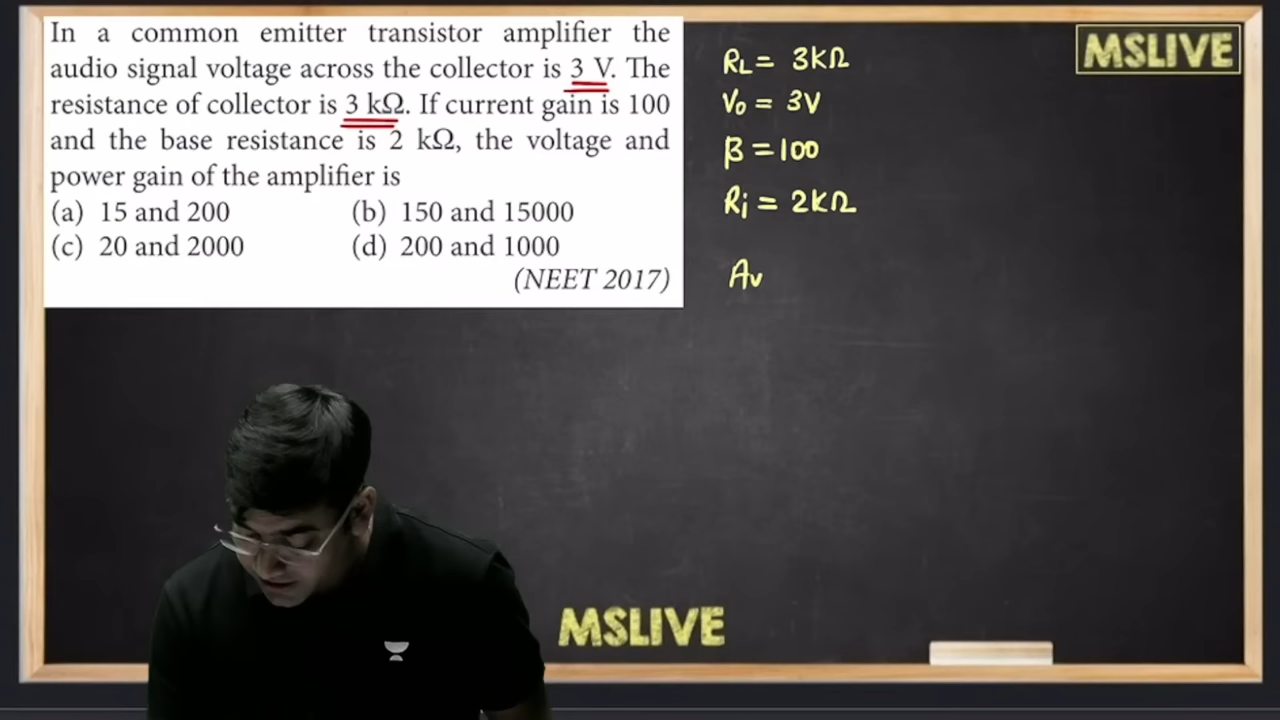 In a common emitter transistor amplifier the
audio signal voltage across the collector is 3 V. The
resistance of collector is 3 kΩ. If current gain is 100
and the base resistance is 2 kΩ, the voltage and
power gain of the amplifier is
(a) 15 and 200 (b) 150 and 15000
(c) 20 and 2000 (d) 200 and 1000
(NEET 2017)
RL = 3KΩ
Vo = 3V
β = 100
Ri = 2KΩ
Av
MSLIVE
MSLIVE